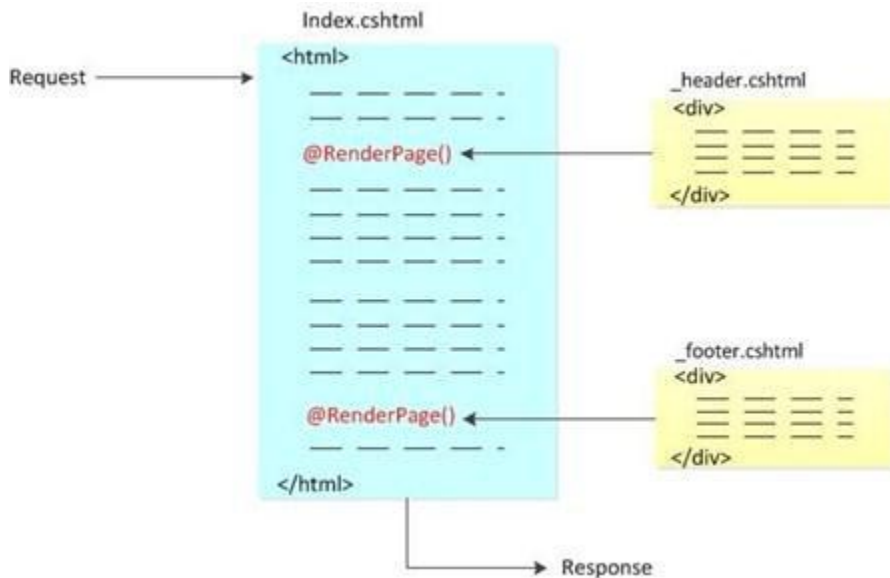 Index.cshtml
<html>
Request
@RenderPage()
@RenderPage()
</html>
_header.cshtml
<div>
</div>
_footer.cshtml
<div>
</div>
Response